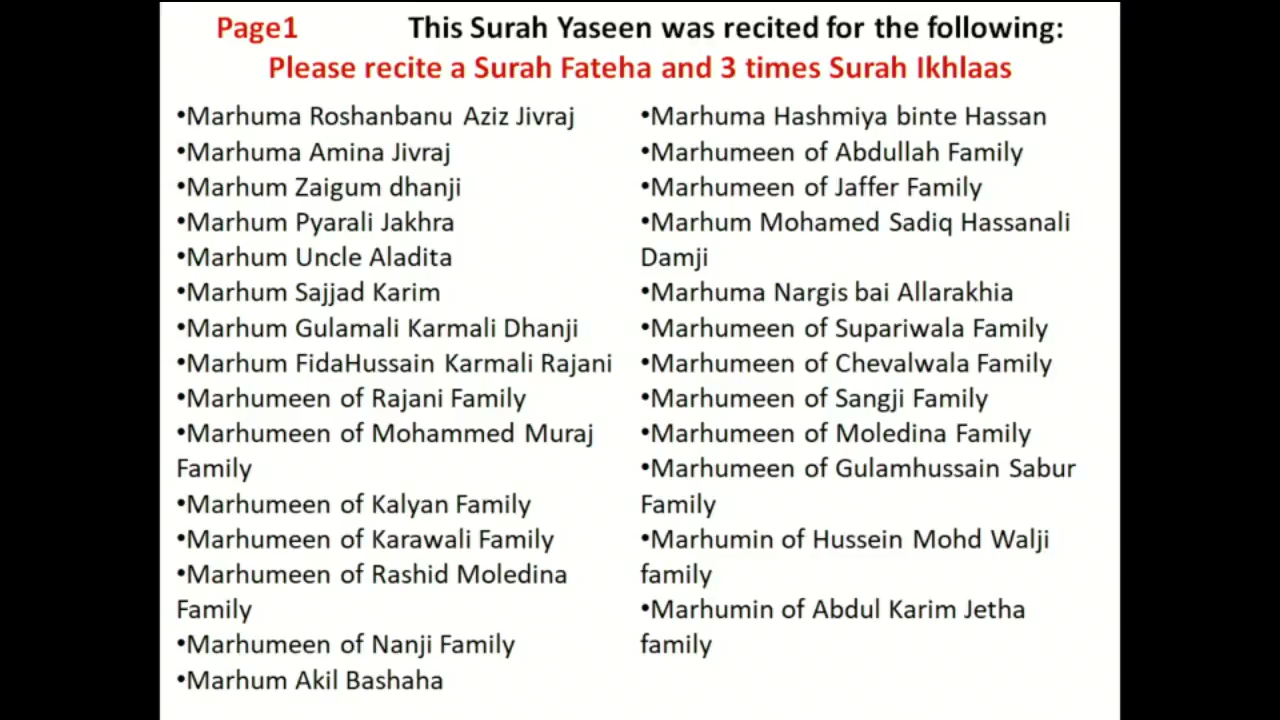 Page1 This Surah Yaseen was recited for the following:
Please recite a Surah Fateha and 3 times Surah Ikhlaas
•Marhuma Roshanbanu Aziz Jivraj
•Marhuma Amina Jivraj
•Marhum Zaigum dhanji
•Marhum Pyarali Jakhra
•Marhum Uncle Aladita
•Marhum Sajjad Karim
•Marhum Gulamali Karmali Dhanji
•Marhum FidaHussain Karmali Rajani
•Marhumeen of Rajani Family
•Marhumeen of Mohammed Muraj
Family
•Marhumeen of Kalyan Family
•Marhumeen of Karawali Family
•Marhumeen of Rashid Moledina
Family
•Marhumeen of Nanji Family
•Marhum Akil Bashaha
•Marhuma Hashmiya binte Hassan
•Marhumeen of Abdullah Family
•Marhumeen of Jaffer Family
•Marhum Mohamed Sadiq Hassanali
Damji
•Marhuma Nargis bai Allarakhia
•Marhumeen of Supariwala Family
•Marhumeen of Chevalwala Family
•Marhumeen of Sangji Family
•Marhumeen of Moledina Family
•Marhumeen of Gulamhussain Sabur
Family
•Marhumin of Hussein Mohd Walji
family
•Marhumin of Abdul Karim Jetha
family